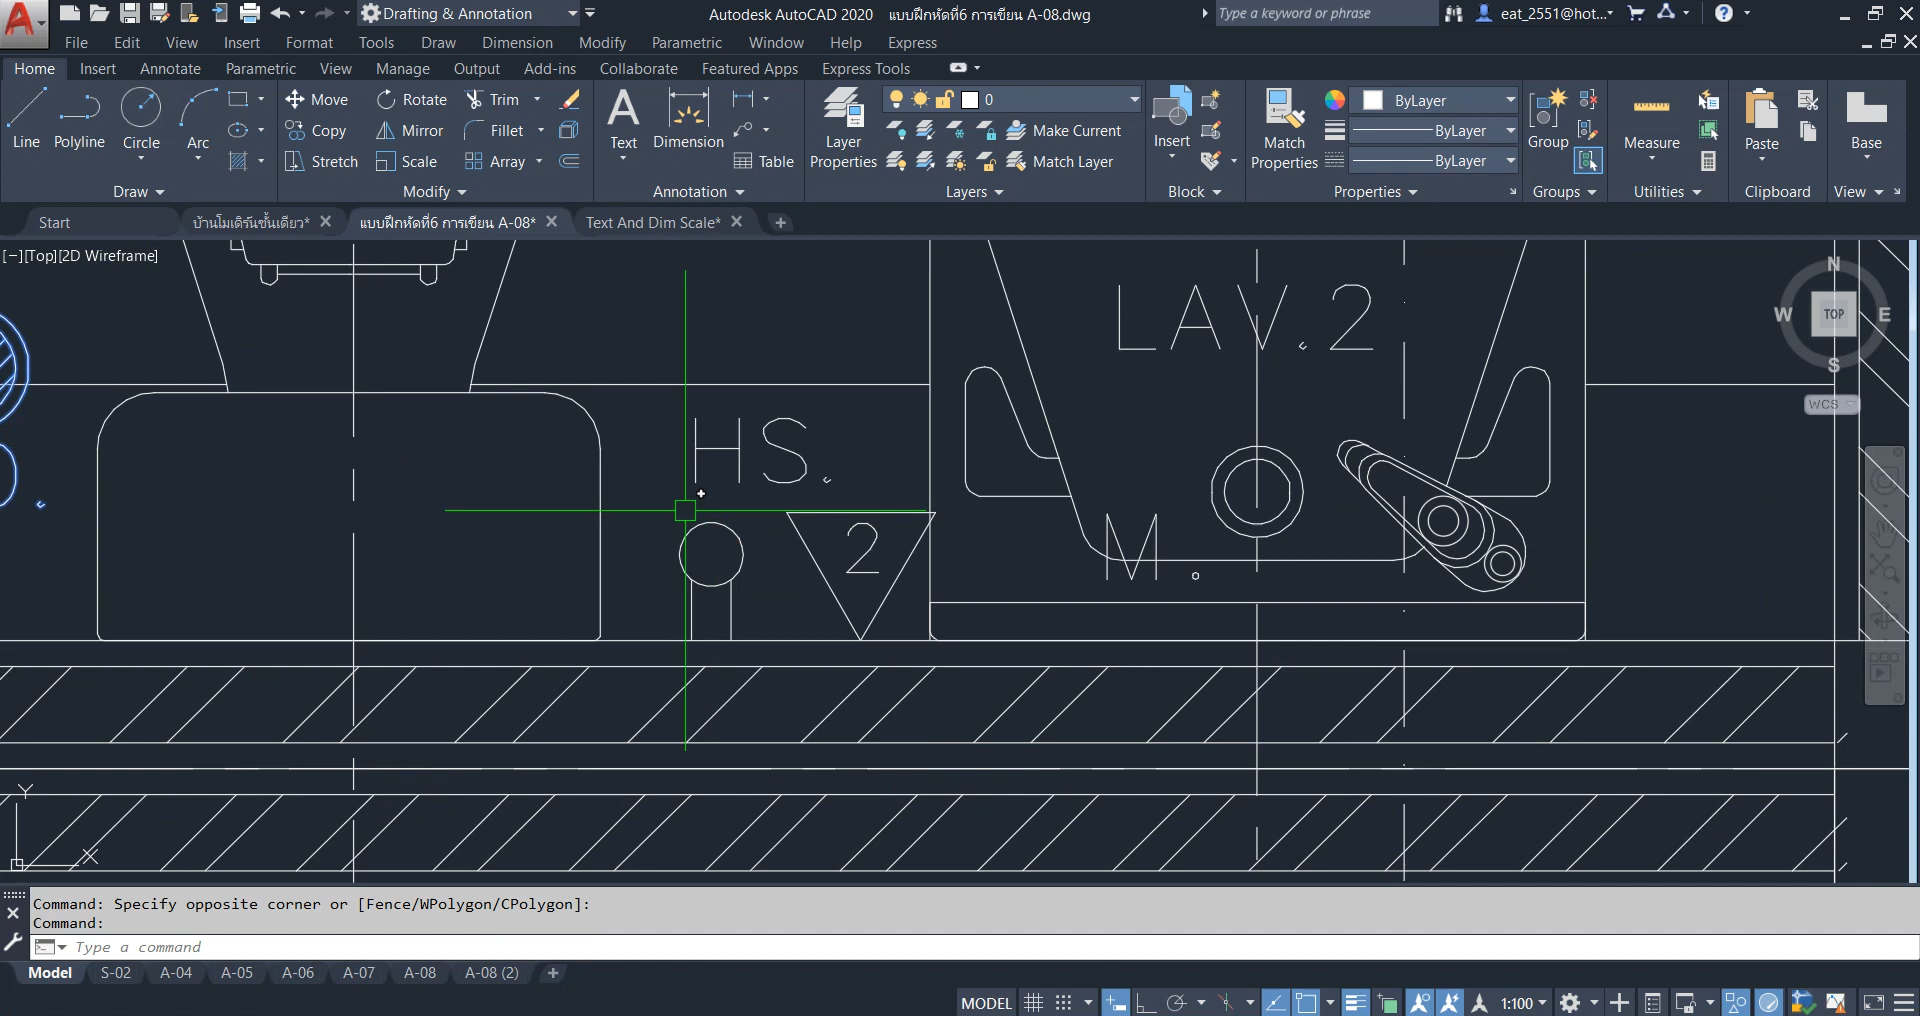 Drafting & Annotation
Autodesk AutoCAD 2020 แบบฝึกหัดที่6 การเขียน A-08.dwg
Type a keyword or phrase
eat_2551@hot...
File Edit View Insert Format Tools Draw Dimension Modify Parametric Window Help Express
Home Insert Annotate Parametric View Manage Output Add-ins Collaborate Featured Apps Express Tools
Line Polyline Circle Arc
Move Rotate Trim
Copy Mirror Fillet
Stretch Scale Array
Text Dimension Table
Layer Properties
0
Make Current
Match Layer
Insert
Match Properties
ByLayer
ByLayer
ByLayer
Group Measure Paste Base
Draw Modify Annotation Layers Block Properties Groups Utilities Clipboard View
Start บ้านโมเดิร์นชั้นเดียว* แบบฝึกหัดที่6 การเขียน A-08* Text And Dim Scale*
[−][Top][2D Wireframe]
N
W TOP E
S
WCS
LAV.2
HS.
2
M.
Y
X
Command: Specify opposite corner or [Fence/WPolygon/CPolygon]:
Command:
Type a command
Model S-02 A-04 A-05 A-06 A-07 A-08 A-08 (2)
MODEL 1:100